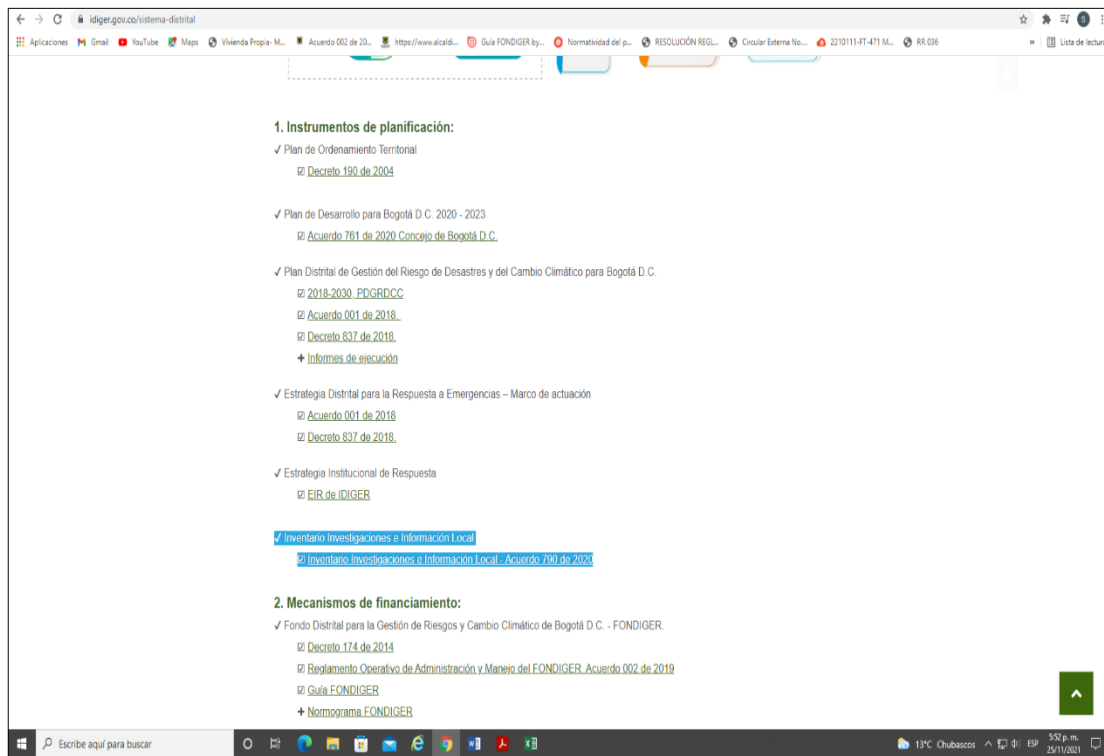 idiger.gov.co/sistema-distrital
Aplicaciones Gmail YouTube Maps Vivienda Propia- M... Acuerdo 002 de 20... https://www.alcaldi... Guía FONDIGER by... Normatividad del p... RESOLUCIÓN REGL... Circular Externa No... 2210111-FT-471 M... RR 036 » Lista de lectura
1. Instrumentos de planificación:
✓ Plan de Ordenamiento Territorial
☑ Decreto 190 de 2004
✓ Plan de Desarrollo para Bogotá D.C. 2020 - 2023
☑ Acuerdo 761 de 2020 Concejo de Bogotá D.C.
✓ Plan Distrital de Gestión del Riesgo de Desastres y del Cambio Climático para Bogotá D.C.
☑ 2018-2030, PDGRDCC
☑ Acuerdo 001 de 2018.
☑ Decreto 837 de 2018.
+ Informes de ejecución
✓ Estrategia Distrital para la Respuesta a Emergencias – Marco de actuación
☑ Acuerdo 001 de 2018
☑ Decreto 837 de 2018.
✓ Estrategia Institucional de Respuesta
☑ EIR de IDIGER
✓ Inventario Investigaciones e Información Local
☑ Inventario Investigaciones e Información Local - Acuerdo 790 de 2020
2. Mecanismos de financiamiento:
✓ Fondo Distrital para la Gestión de Riesgos y Cambio Climático de Bogotá D.C. - FONDIGER.
☑ Decreto 174 de 2014
☑ Reglamento Operativo de Administración y Manejo del FONDIGER. Acuerdo 002 de 2019
☑ Guía FONDIGER
+ Normograma FONDIGER
Escribe aquí para buscar
13°C Chubascos ESP 5:52 p. m.
25/11/2021